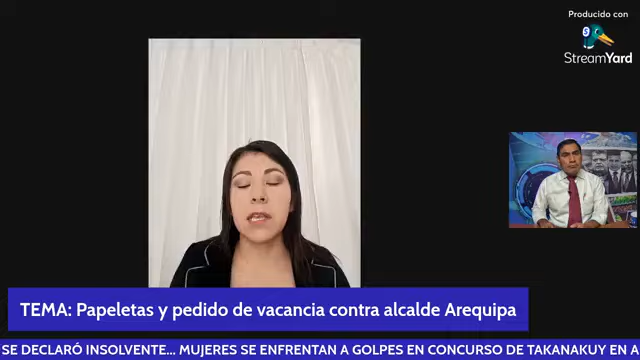 Producido con
StreamYard
TEMA: Papeletas y pedido de vacancia contra alcalde Arequipa
SE DECLARÓ INSOLVENTE... MUJERES SE ENFRENTAN A GOLPES EN CONCURSO DE TAKANAKUY EN A